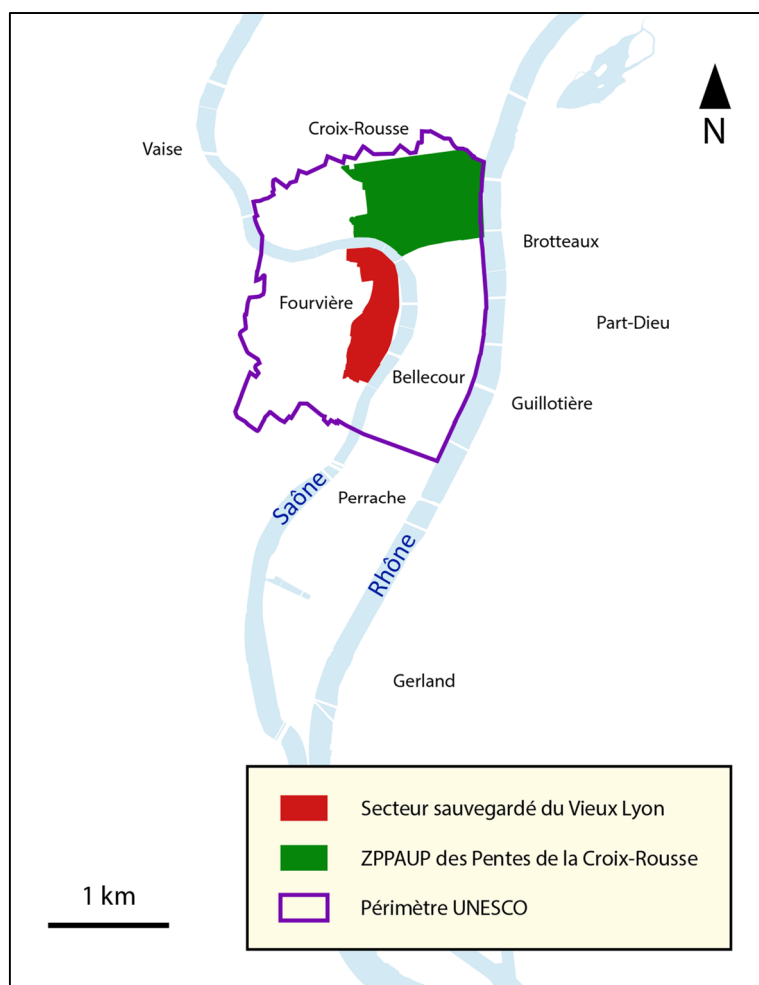 N
Croix-Rousse
Vaise
Brotteaux
Fourvière
Part-Dieu
Bellecour
Guillotière
Saône
Perrache
Rhône
Gerland
Secteur sauvegardé du Vieux Lyon
ZPPAUP des Pentes de la Croix-Rousse
Périmètre UNESCO
1 km